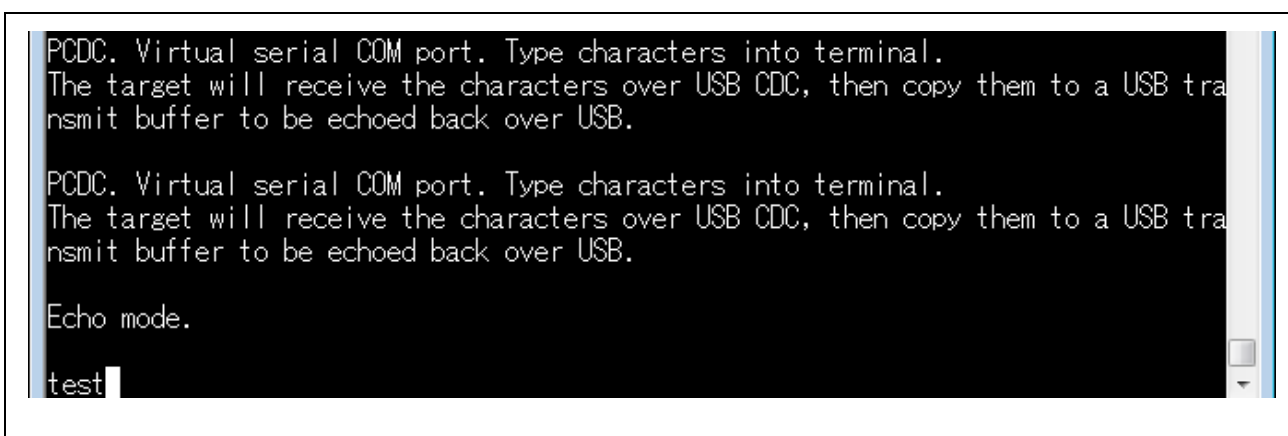 PCDC. Virtual serial COM port. Type characters into terminal.
The target will receive the characters over USB CDC, then copy them to a USB tra
nsmit buffer to be echoed back over USB.
PCDC. Virtual serial COM port. Type characters into terminal.
The target will receive the characters over USB CDC, then copy them to a USB tra
nsmit buffer to be echoed back over USB.
Echo mode.
test